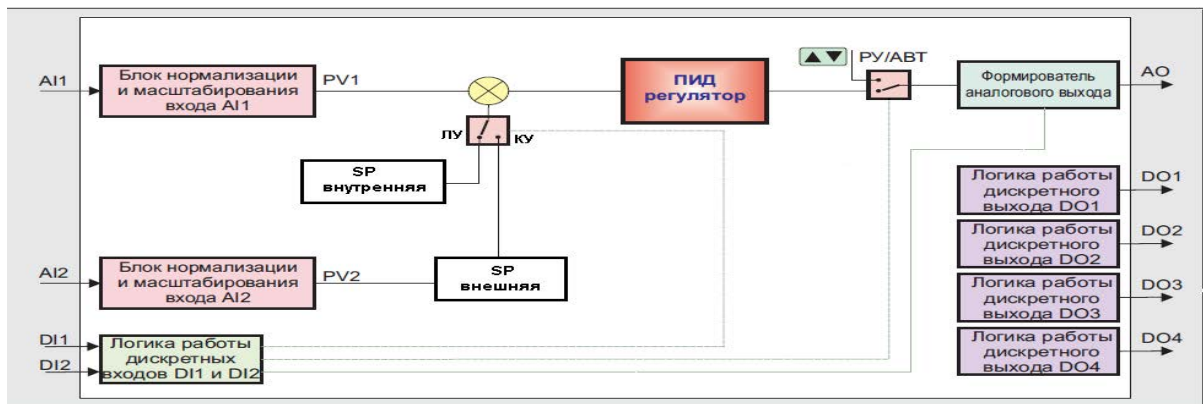 AI1
Блок нормализации
и масштабирования
входа AI1
PV1
ПИД
регулятор
РУ/АВТ
Формирователь
аналогового выхода
AO
ЛУ
КУ
SP
внутренняя
AI2
Блок нормализации
и масштабирования
входа AI2
PV2
SP
внешняя
DI1
DI2
Логика работы
дискретных
входов DI1 и DI2
Логика работы
дискретного
выхода DO1
DO1
Логика работы
дискретного
выхода DO2
DO2
Логика работы
дискретного
выхода DO3
DO3
Логика работы
дискретного
выхода DO4
DO4